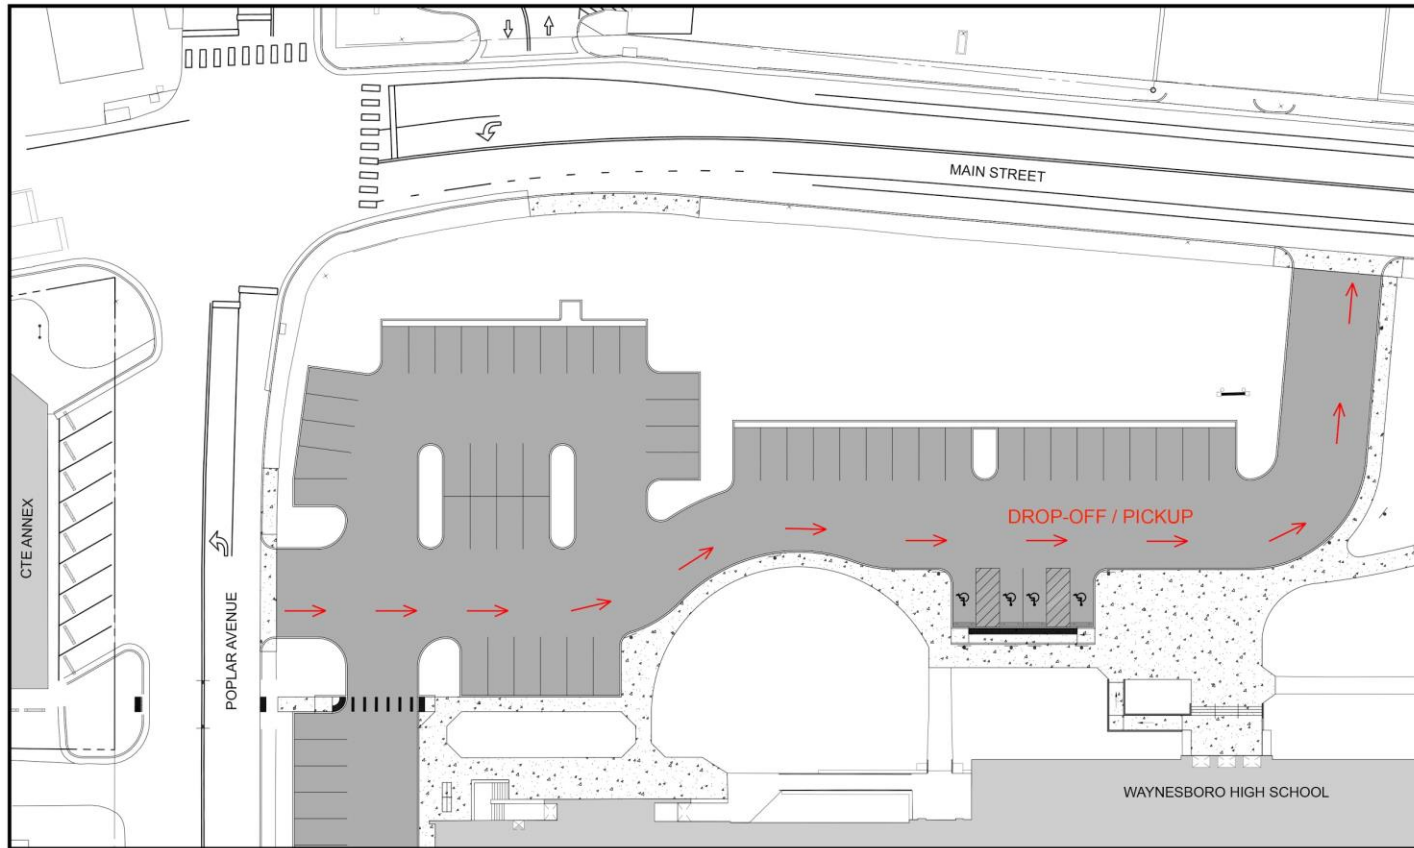 MAIN STREET
DROP-OFF / PICKUP
CTE ANNEX
POPLAR AVENUE
WAYNESBORO HIGH SCHOOL